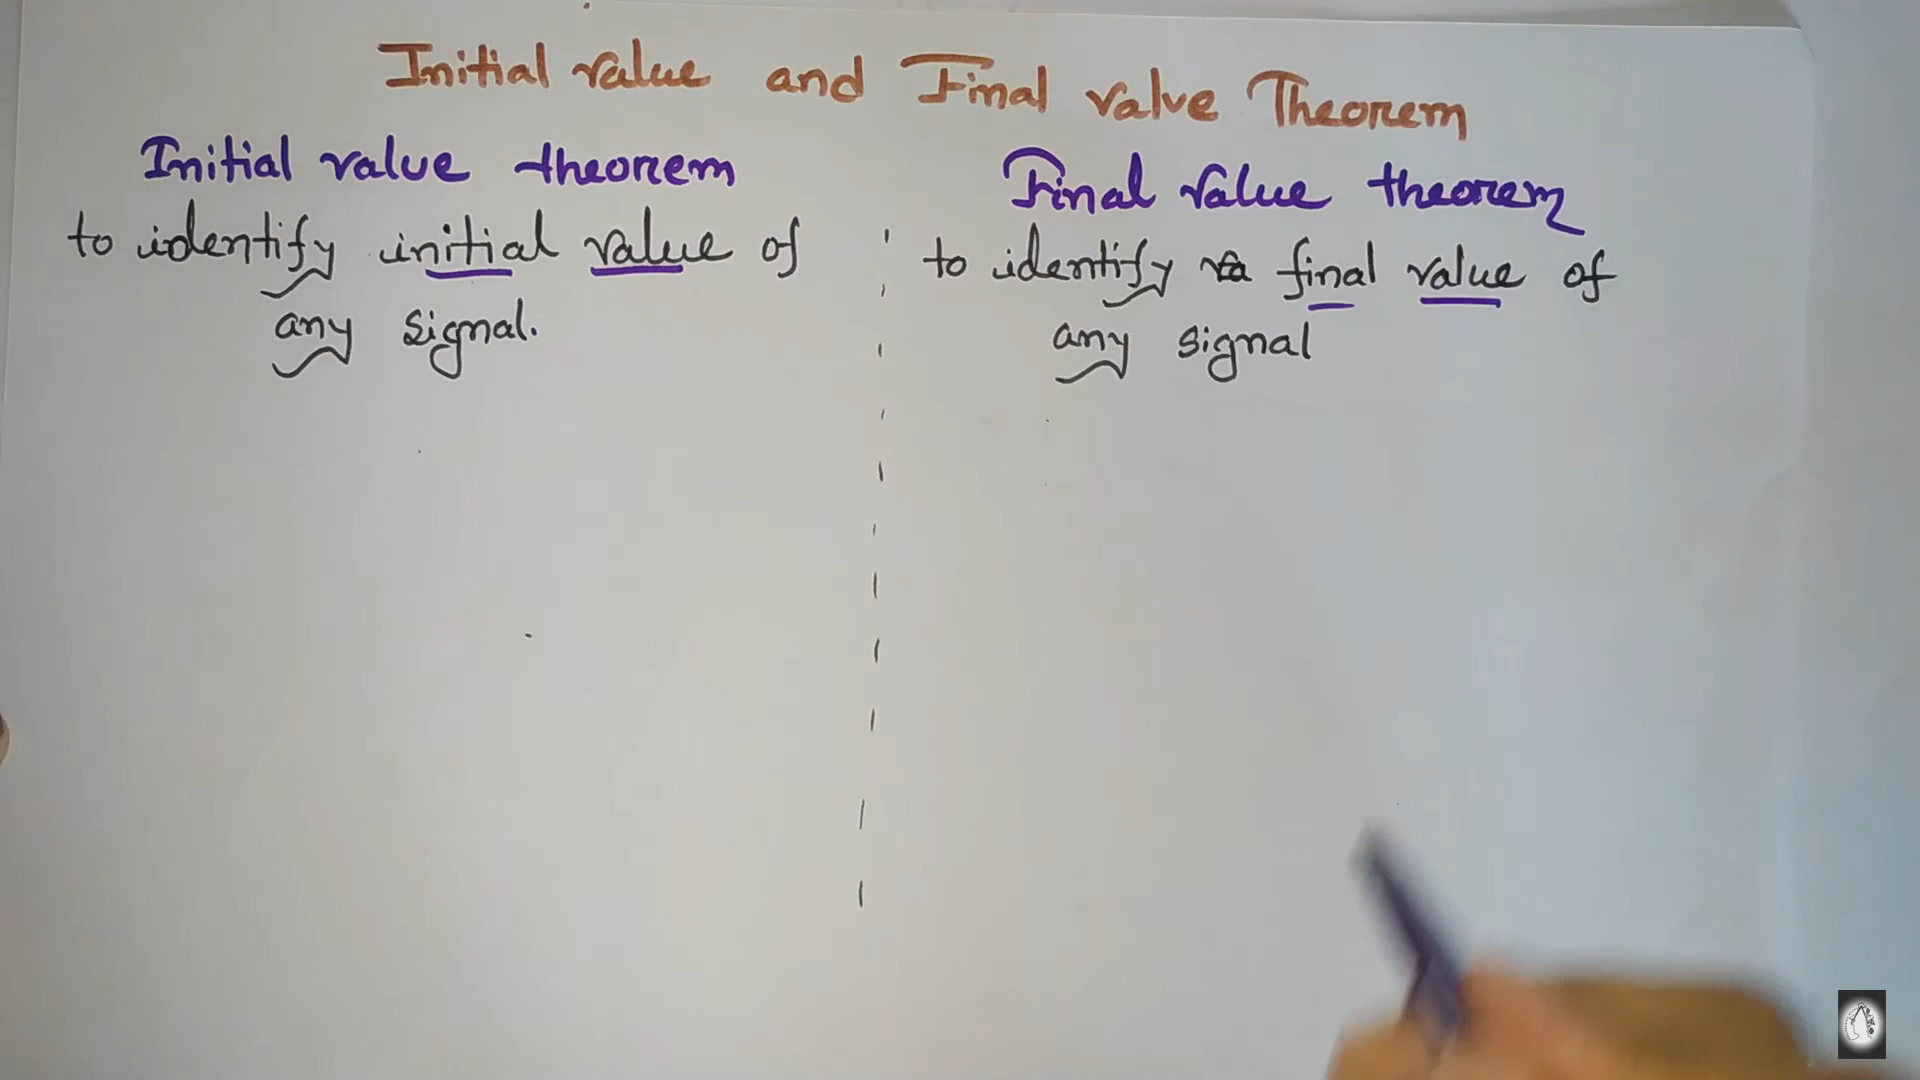 Initial value and Final value Theorem
Initial value theorem
to identify initial value of
any signal.
Final value theorem
to identify final value of
any signal